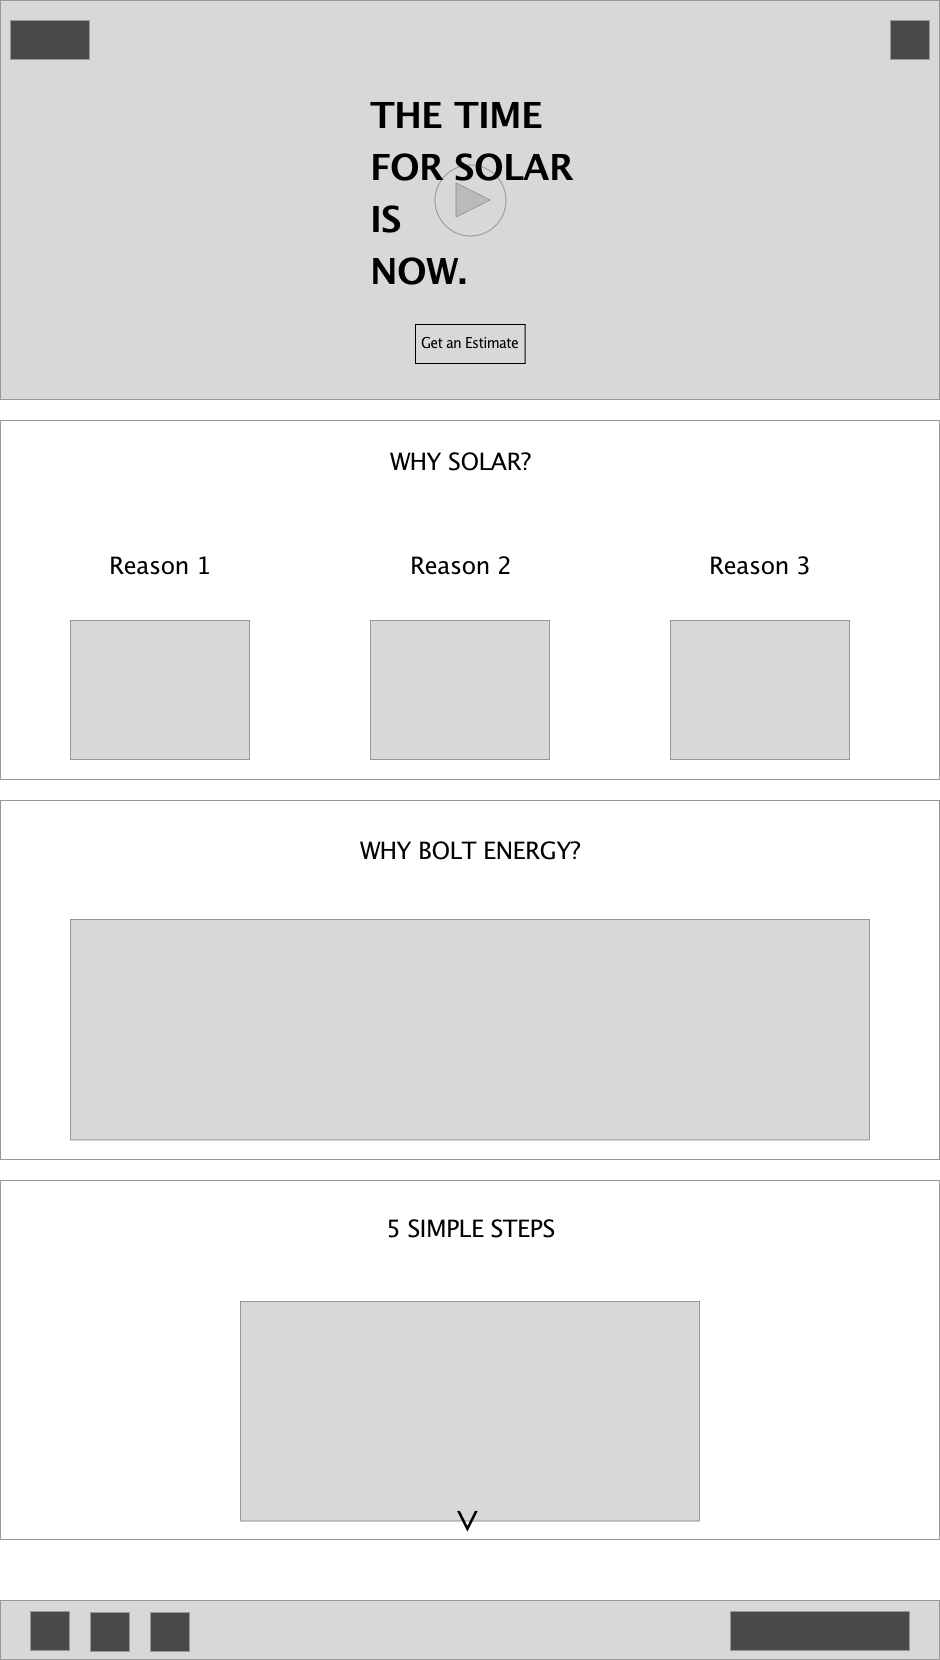 THE TIME
FOR SOLAR
IS
NOW.
Get an Estimate
WHY SOLAR?
Reason 1
Reason 2
Reason 3
WHY BOLT ENERGY?
5 SIMPLE STEPS
V